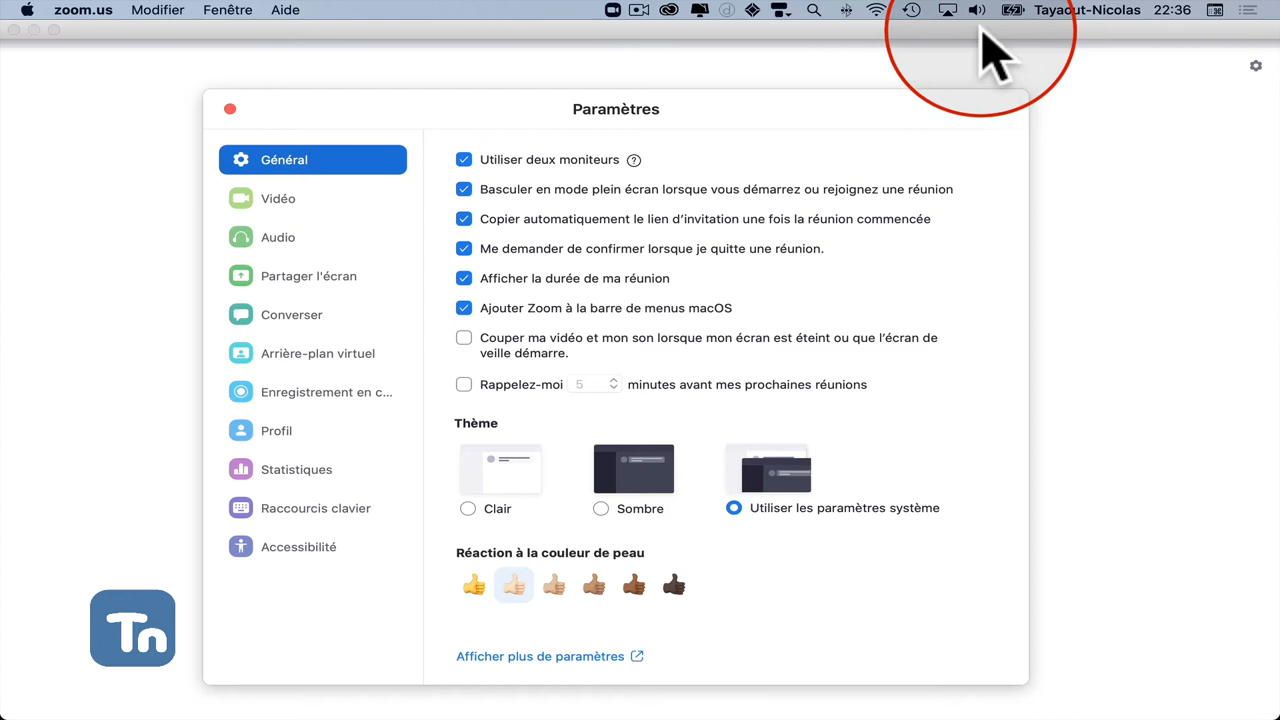 zoom.us Modifier Fenêtre Aide Tayaout-Nicolas 22:36
Paramètres
Général
Vidéo
Audio
Partager l'écran
Converser
Arrière-plan virtuel
Enregistrement en c...
Profil
Statistiques
Raccourcis clavier
Accessibilité
Utiliser deux moniteurs
Basculer en mode plein écran lorsque vous démarrez ou rejoignez une réunion
Copier automatiquement le lien d'invitation une fois la réunion commencée
Me demander de confirmer lorsque je quitte une réunion.
Afficher la durée de ma réunion
Ajouter Zoom à la barre de menus macOS
Couper ma vidéo et mon son lorsque mon écran est éteint ou que l'écran de
veille démarre.
Rappelez-moi 5 minutes avant mes prochaines réunions
Thème
Clair Sombre Utiliser les paramètres système
Réaction à la couleur de peau
Afficher plus de paramètres
Tn